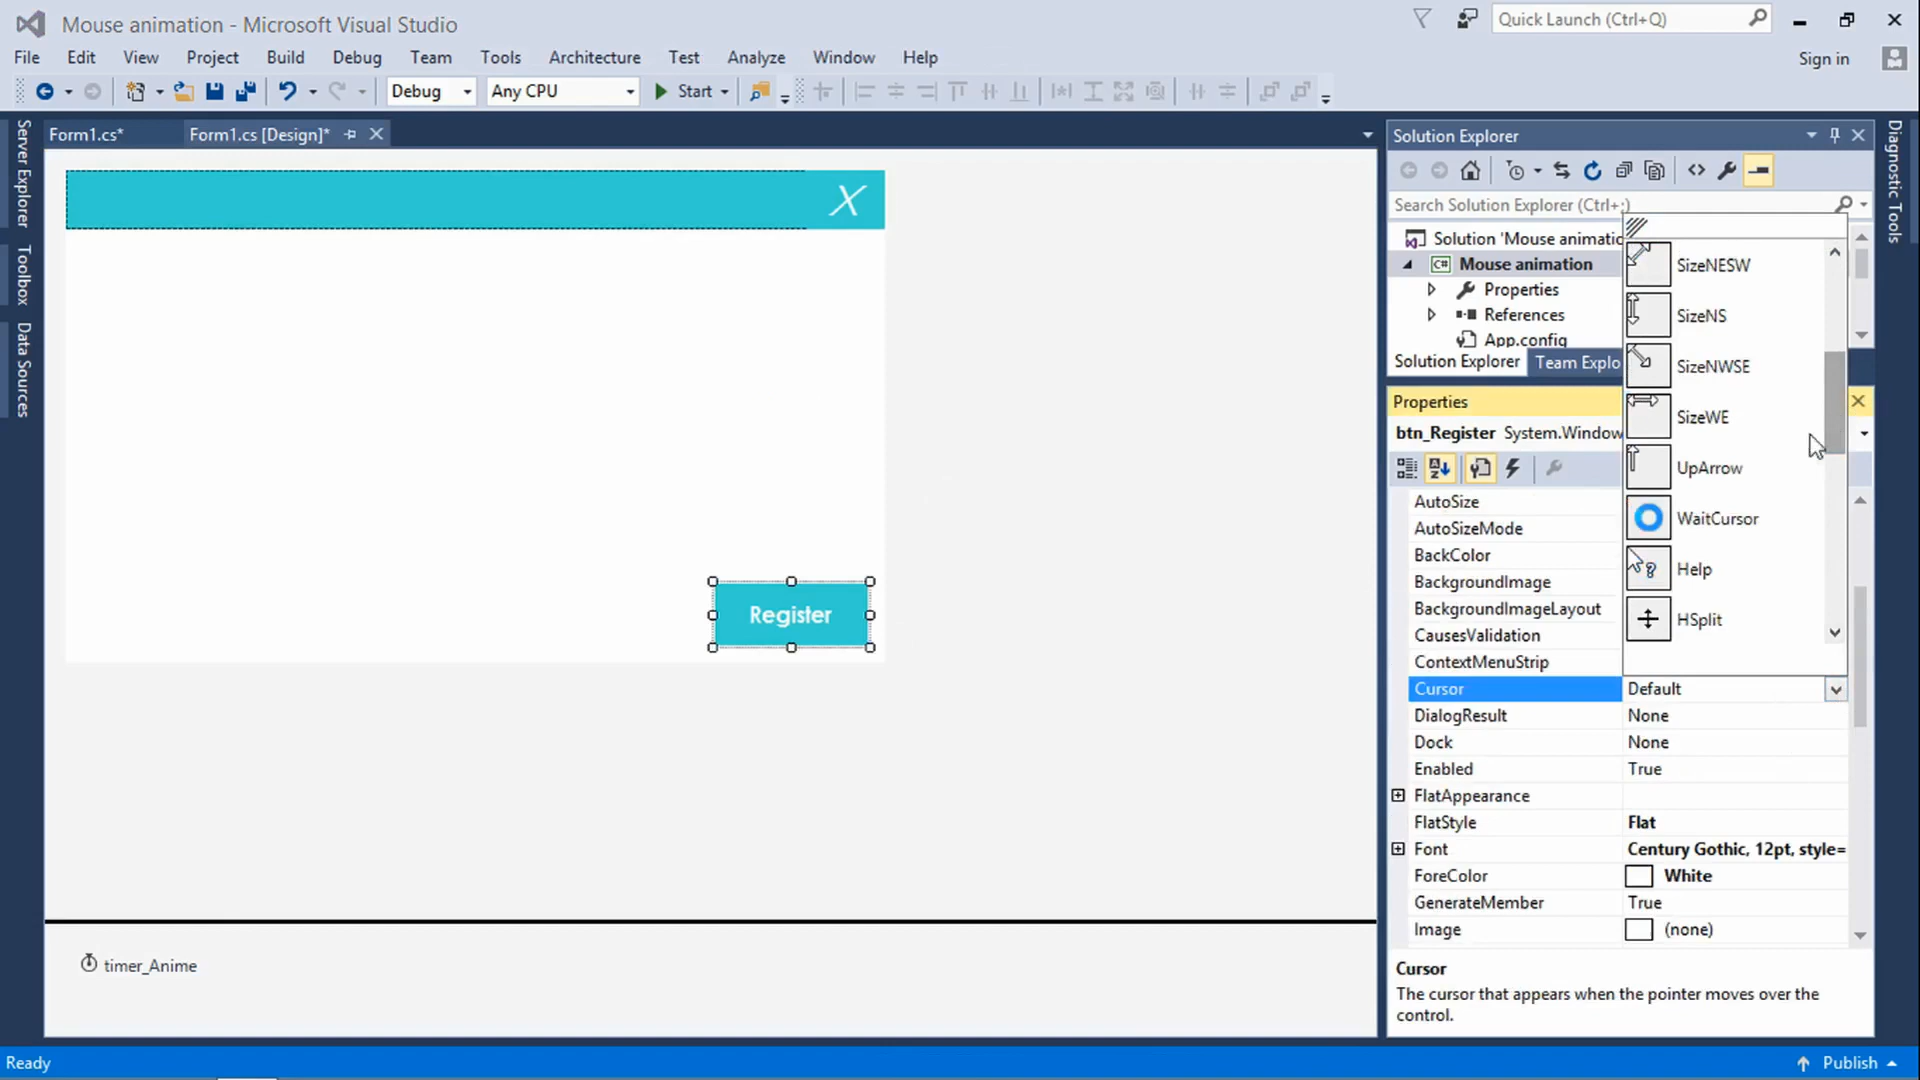 Mouse animation - Microsoft Visual Studio
Quick Launch (Ctrl+Q)
File Edit View Project Build Debug Team Tools Architecture Test Analyze Window Help
Sign in
Debug Any CPU Start
Server Explorer
Toolbox
Data Sources
Form1.cs* Form1.cs [Design]*
X
Register
timer_Anime
Solution Explorer
Search Solution Explorer (Ctrl+;)
Solution 'Mouse animatio
C# Mouse animation
Properties
References
App.config
Solution Explorer Team Explo
Diagnostic Tools
SizeNESW
SizeNS
SizeNWSE
SizeWE
UpArrow
WaitCursor
Help
HSplit
Properties
btn_Register System.Window
AutoSize
AutoSizeMode
BackColor
BackgroundImage
BackgroundImageLayout
CausesValidation
ContextMenuStrip
Cursor Default
DialogResult None
Dock None
Enabled True
FlatAppearance
FlatStyle Flat
Font Century Gothic, 12pt, style=
ForeColor White
GenerateMember True
Image (none)
Cursor
The cursor that appears when the pointer moves over the
control.
Ready
Publish